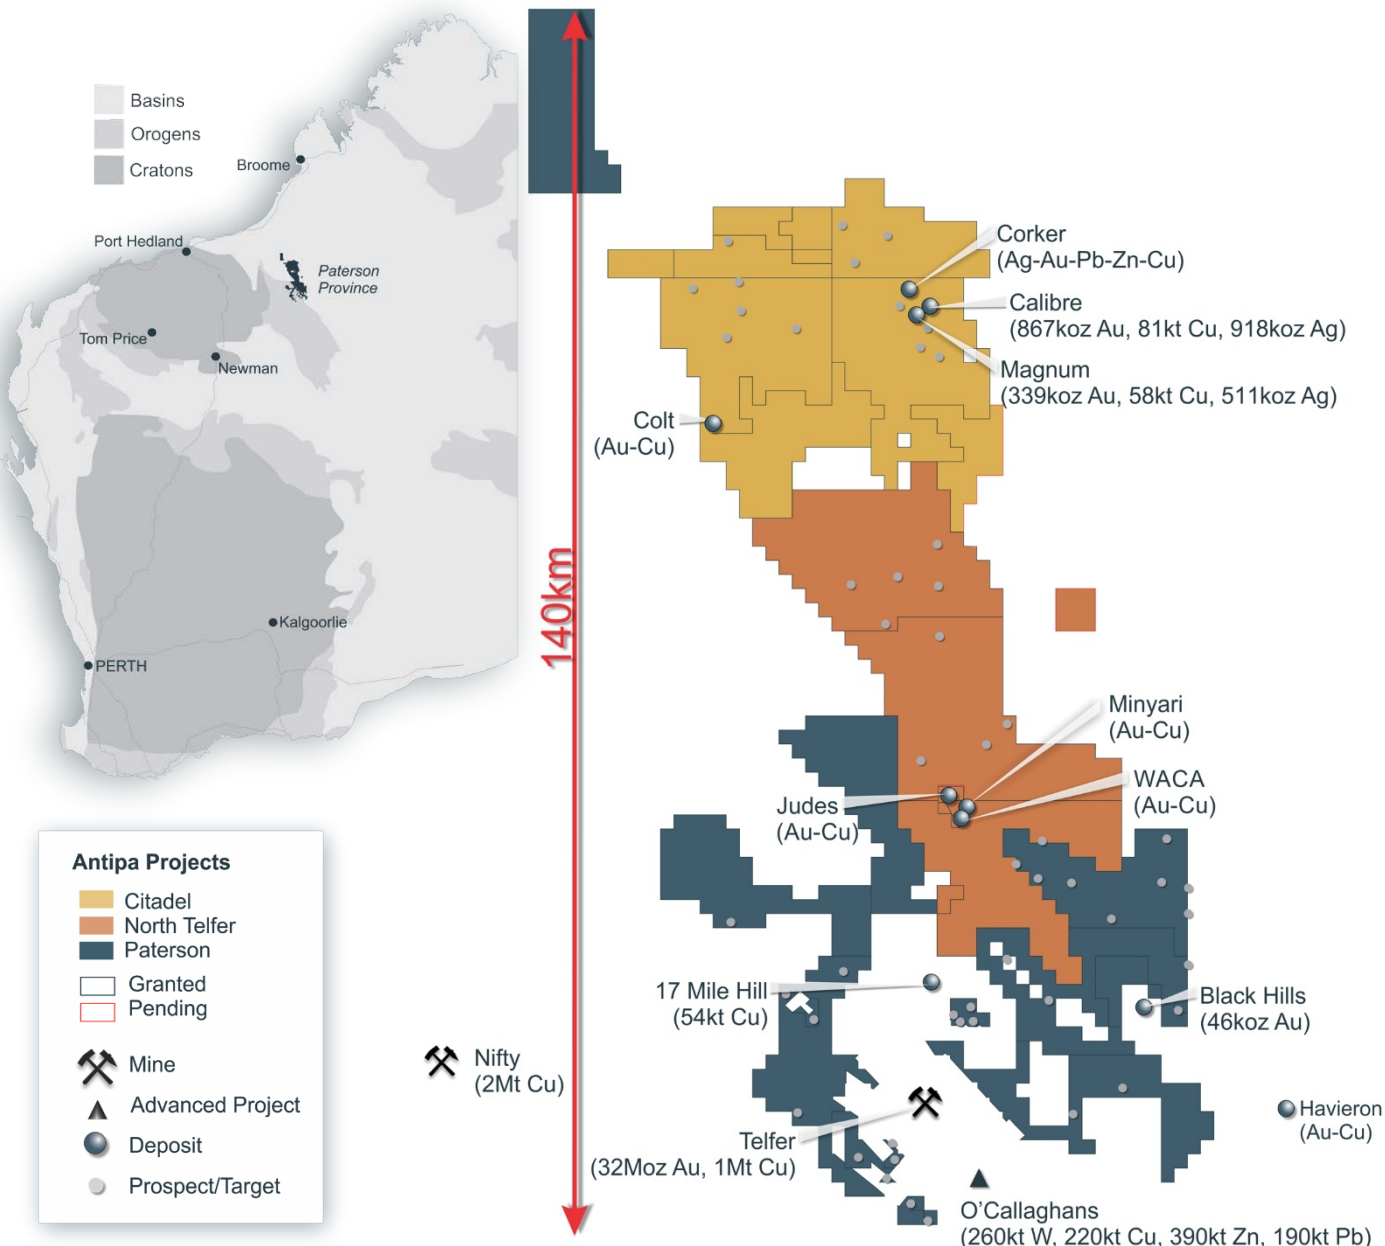 Basins
Orogens
Cratons
Broome
Port Hedland
Paterson
Province
Tom Price
Newman
Kalgoorlie
PERTH
140km
Corker
(Ag-Au-Pb-Zn-Cu)
Calibre
(867koz Au, 81kt Cu, 918koz Ag)
Magnum
(339koz Au, 58kt Cu, 511koz Ag)
Colt
(Au-Cu)
Minyari
(Au-Cu)
WACA
(Au-Cu)
Judes
(Au-Cu)
17 Mile Hill
(54kt Cu)
Black Hills
(46koz Au)
Nifty
(2Mt Cu)
Havieron
(Au-Cu)
Telfer
(32Moz Au, 1Mt Cu)
O'Callaghans
(260kt W, 220kt Cu, 390kt Zn, 190kt Pb)
Antipa Projects
Citadel
North Telfer
Paterson
Granted
Pending
Mine
Advanced Project
Deposit
Prospect/Target